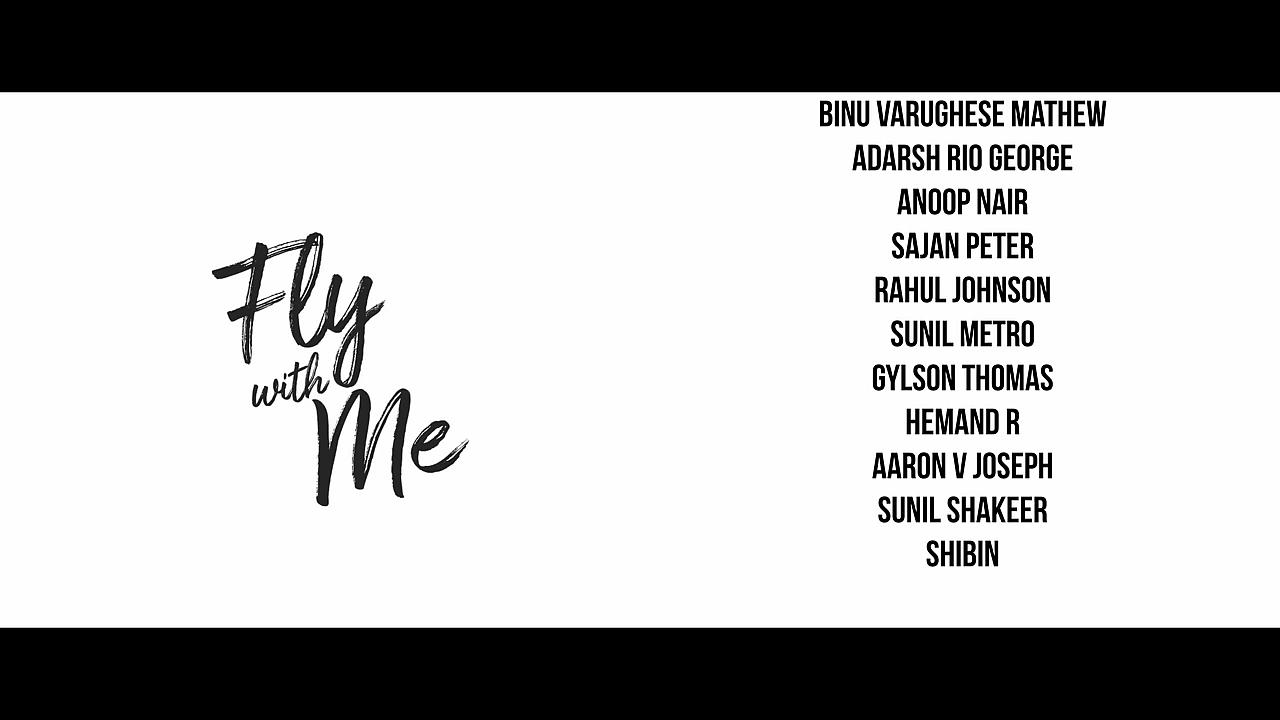 Fly
with
Me
BINU VARUGHESE MATHEW
ADARSH RIO GEORGE
ANOOP NAIR
SAJAN PETER
RAHUL JOHNSON
SUNIL METRO
GYLSON THOMAS
HEMAND R
AARON V JOSEPH
SUNIL SHAKEER
SHIBIN